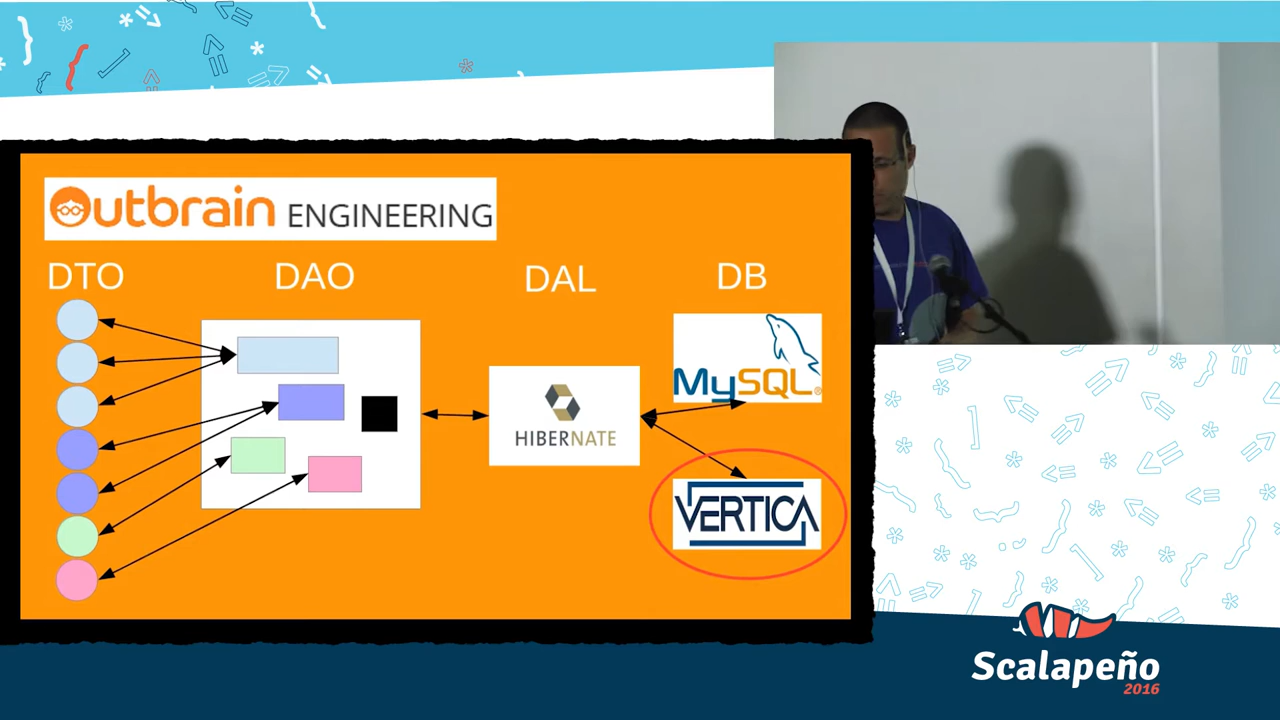 Outbrain ENGINEERING
DTO DAO DAL DB
MySQL®
HIBERNATE
VERTICA
Scalapeño
2016